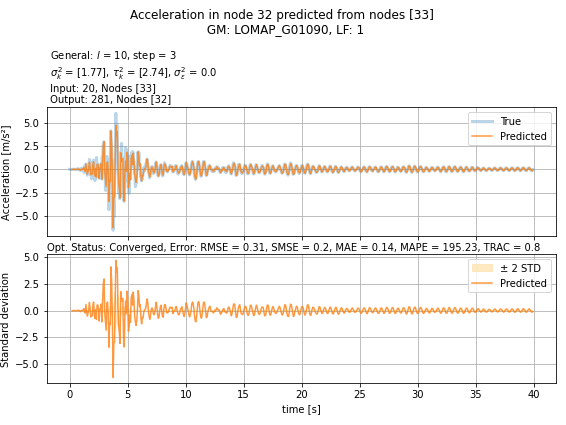 Acceleration in node 32 predicted from nodes [33]
GM: LOMAP_G01090, LF: 1
General: l = 10, step = 3
σ²ₖ = [1.77], τ²ₖ = [2.74], σ²ε = 0.0
Input: 20, Nodes [33]
Output: 281, Nodes [32]
Acceleration [m/s²]
5.0
2.5
0.0
−2.5
−5.0
True
Predicted
Opt. Status: Converged, Error: RMSE = 0.31, SMSE = 0.2, MAE = 0.14, MAPE = 195.23, TRAC = 0.8
Standard deviation
5.0
2.5
0.0
−2.5
−5.0
± 2 STD
Predicted
0 5 10 15 20 25 30 35 40
time [s]